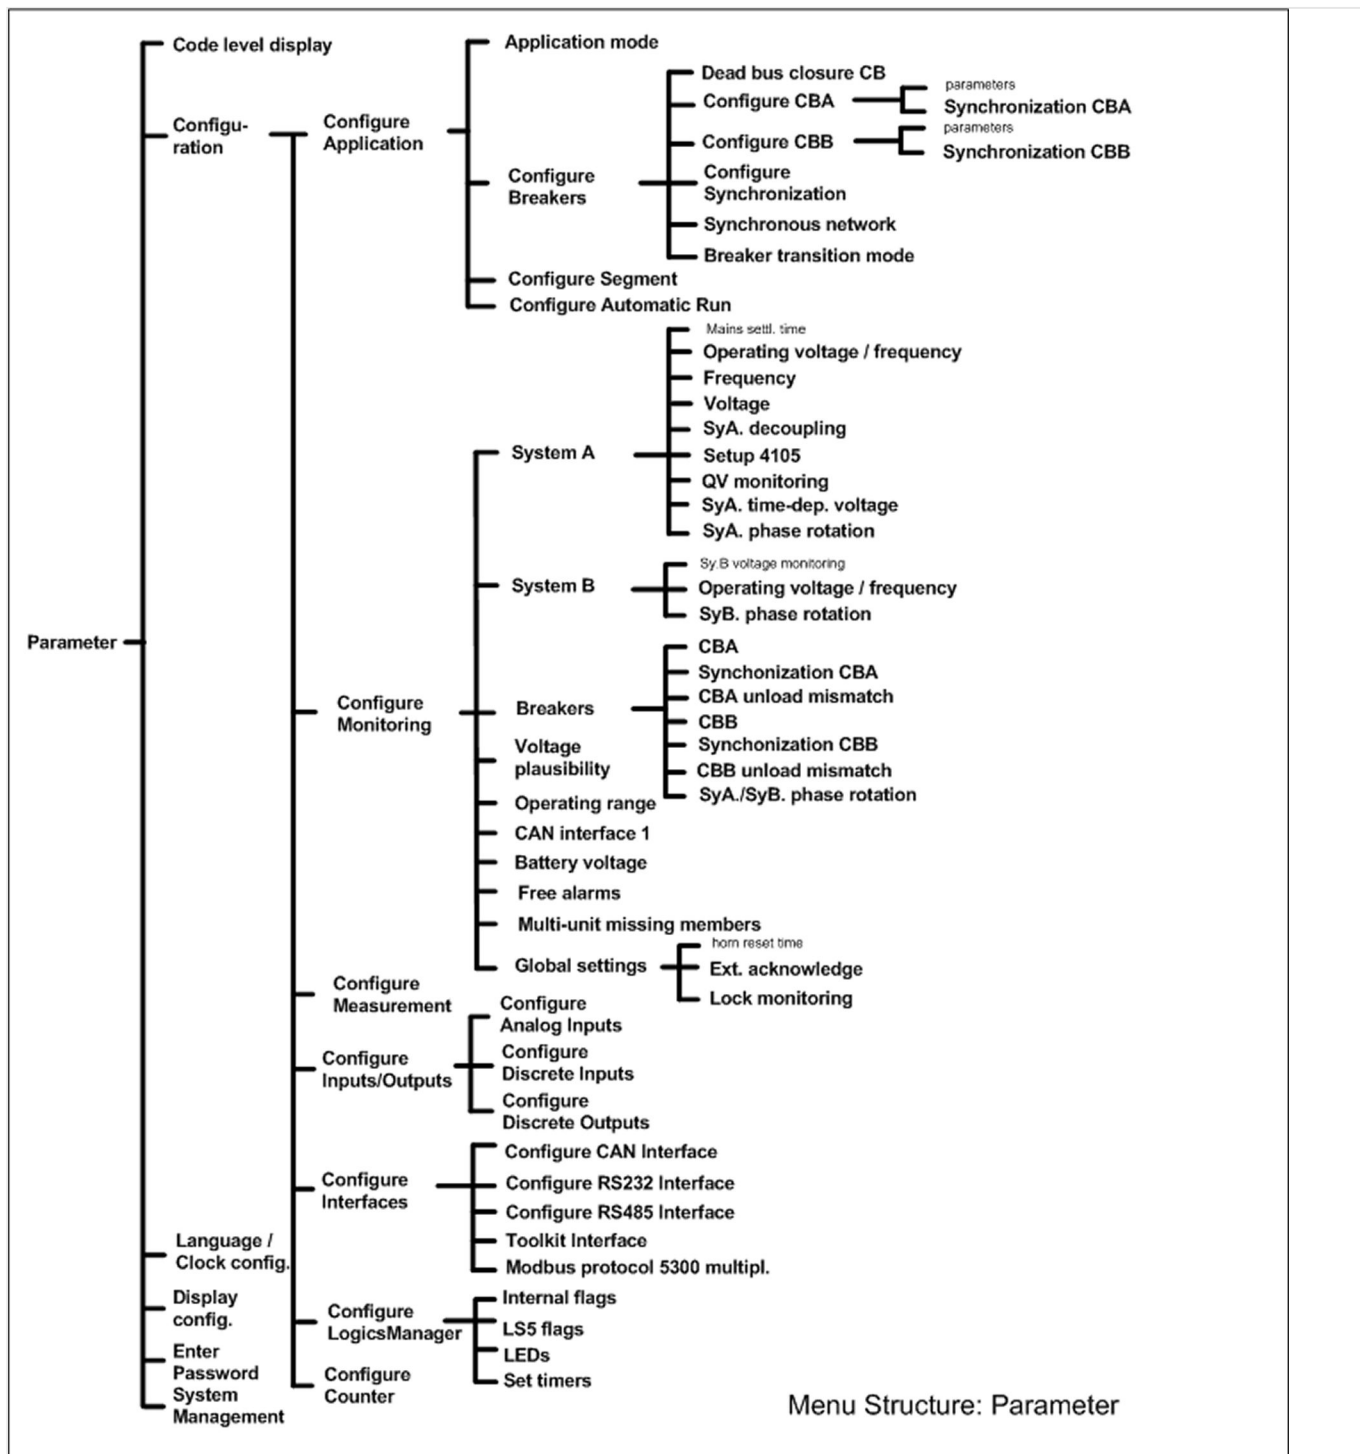 Code level display
Configu-
ration
Configure
Application
Application mode
Configure
Breakers
Dead bus closure CB
Configure CBA
parameters
Synchronization CBA
Configure CBB
parameters
Synchronization CBB
Configure
Synchronization
Synchronous network
Breaker transition mode
Configure Segment
Configure Automatic Run
Parameter
Configure
Monitoring
System A
Mains settl. time
Operating voltage / frequency
Frequency
Voltage
SyA. decoupling
Setup 4105
QV monitoring
SyA. time-dep. voltage
SyA. phase rotation
System B
Sy.B voltage monitoring
Operating voltage / frequency
SyB. phase rotation
Breakers
CBA
Synchonization CBA
CBA unload mismatch
CBB
Synchonization CBB
CBB unload mismatch
SyA./SyB. phase rotation
Voltage
plausibility
Operating range
CAN interface 1
Battery voltage
Free alarms
Multi-unit missing members
Global settings
horn reset time
Ext. acknowledge
Lock monitoring
Configure
Measurement
Configure
Inputs/Outputs
Configure
Analog Inputs
Configure
Discrete Inputs
Configure
Discrete Outputs
Configure
Interfaces
Configure CAN Interface
Configure RS232 Interface
Configure RS485 Interface
Toolkit Interface
Modbus protocol 5300 multipl.
Configure
LogicsManager
Internal flags
LS5 flags
LEDs
Set timers
Configure
Counter
Language /
Clock config.
Display
config.
Enter
Password
System
Management
Menu Structure: Parameter